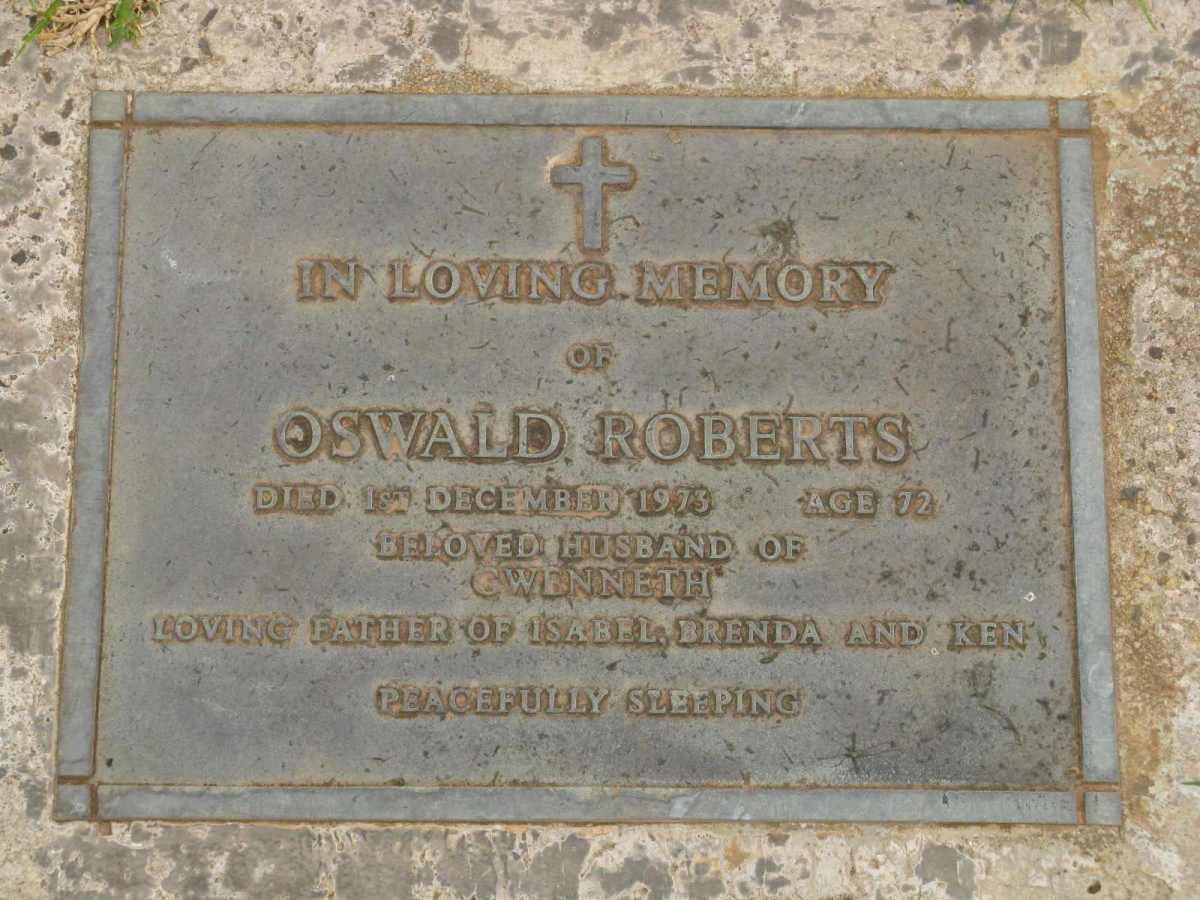 IN LOVING MEMORY
OF
OSWALD ROBERTS
DIED 1ST DECEMBER 1973 AGE 72
BELOVED HUSBAND OF
GWENNETH
LOVING FATHER OF ISABEL, BRENDA AND KEN
PEACEFULLY SLEEPING